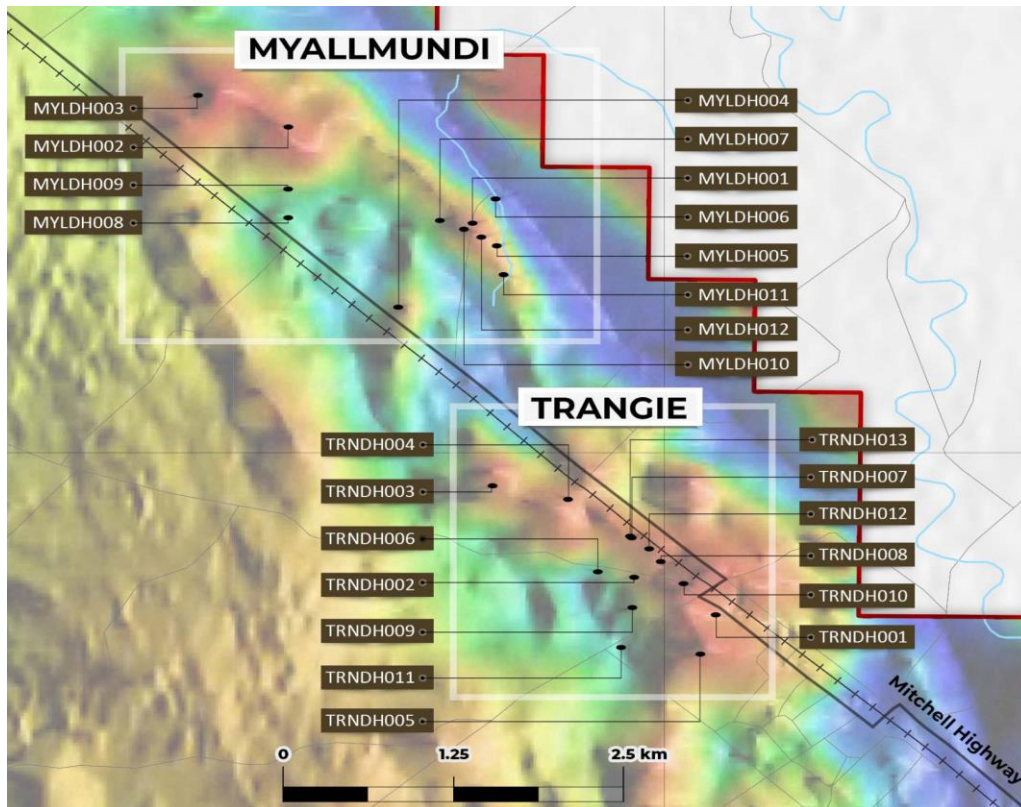 MYALLMUNDI
MYLDH003
MYLDH002
MYLDH009
MYLDH008
MYLDH004
MYLDH007
MYLDH001
MYLDH006
MYLDH005
MYLDH011
MYLDH012
MYLDH010
TRANGIE
TRNDH004
TRNDH003
TRNDH006
TRNDH002
TRNDH009
TRNDH011
TRNDH005
TRNDH013
TRNDH007
TRNDH012
TRNDH008
TRNDH010
TRNDH001
Mitchell Highway
0 1.25 2.5 km